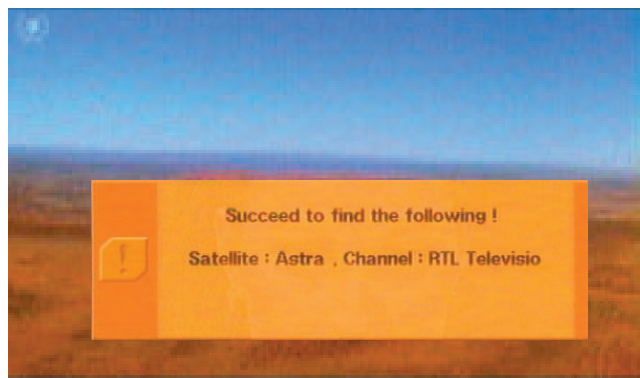 Succeed to find the following !
Satellite : Astra , Channel : RTL Televisio